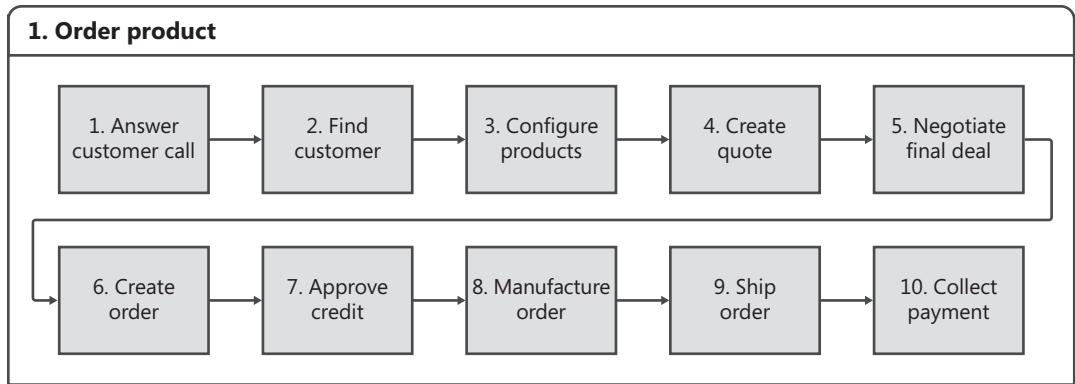 1. Order product
1. Answer
customer call
2. Find
customer
3. Configure
products
4. Create
quote
5. Negotiate
final deal
6. Create
order
7. Approve
credit
8. Manufacture
order
9. Ship
order
10. Collect
payment